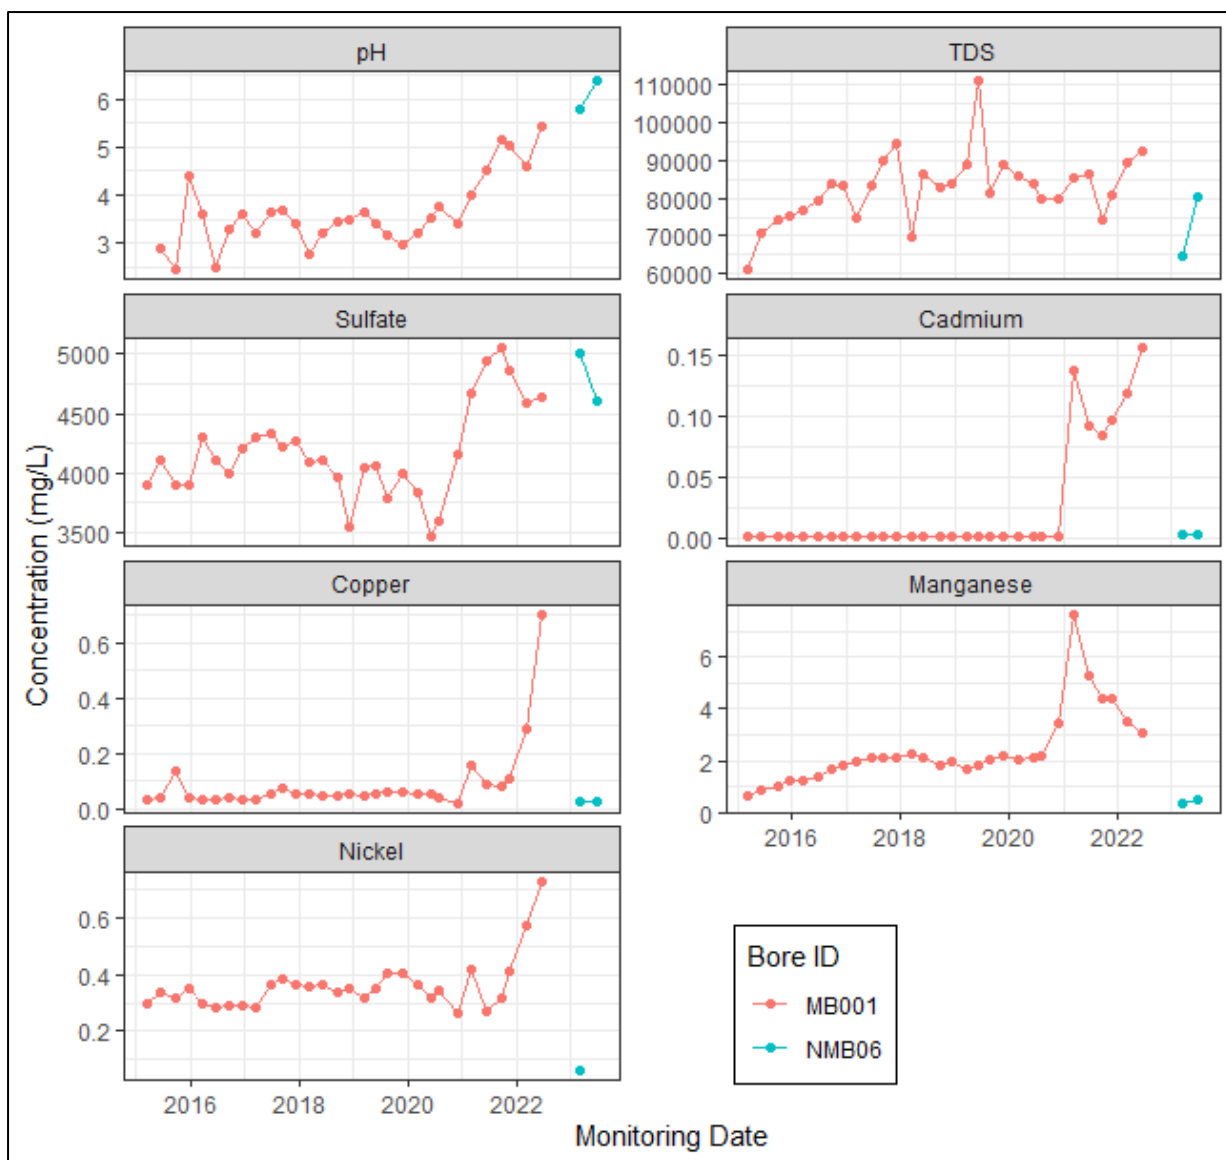 pH
TDS
6
5
4
3
110000
100000
90000
80000
70000
60000
Sulfate
Cadmium
5000
4500
4000
3500
0.15
0.10
0.05
0.00
Copper
Manganese
0.6
0.4
0.2
0.0
6
4
2
0
2016 2018 2020 2022
Nickel
0.6
0.4
0.2
2016 2018 2020 2022
Concentration (mg/L)
Monitoring Date
Bore ID
MB001
NMB06